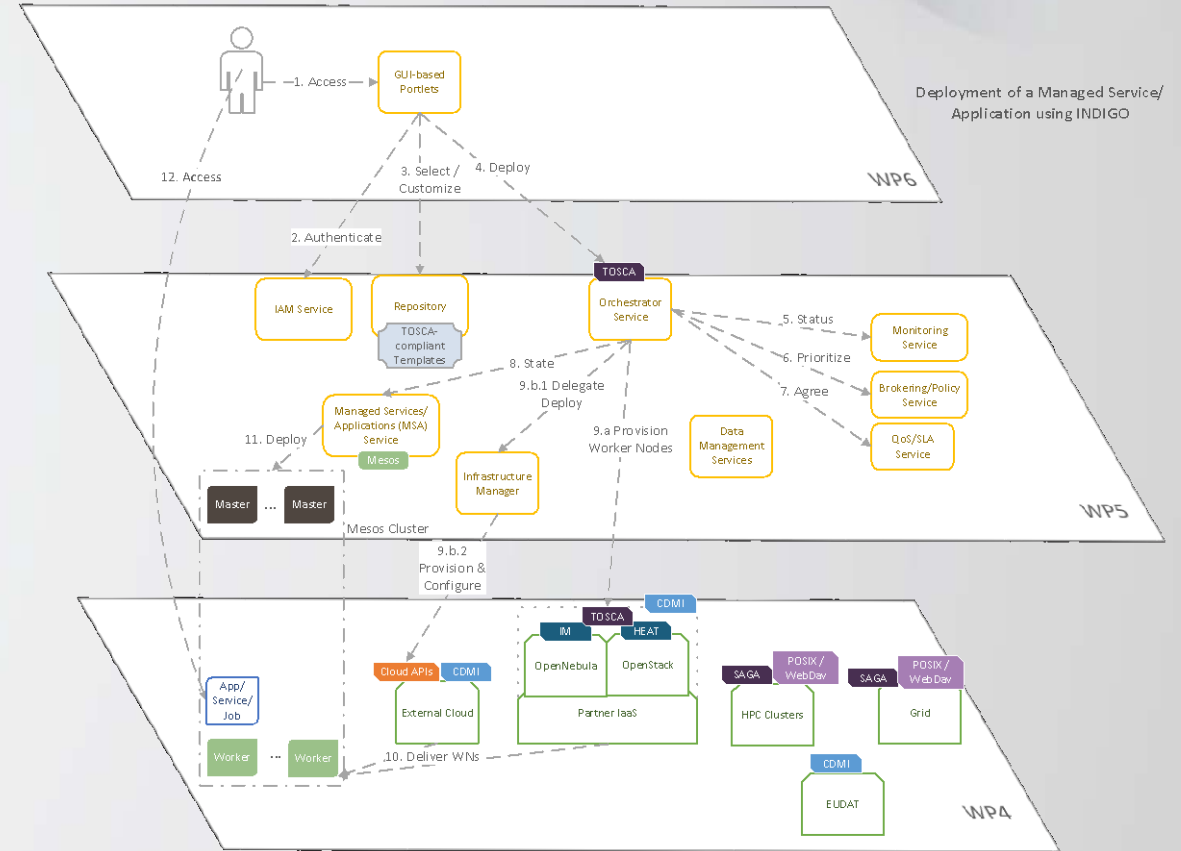 Deployment of a Managed Service/
Application using INDIGO
1. Access
GUI-based
Portlets
12. Access
3. Select /
Customize
4. Deploy
WP6
2. Authenticate
TOSCA
IAM Service
Repository
TOSCA-
compliant
Templates
Orchestrator
Service
5. Status
Monitoring
Service
6. Prioritize
8. State
7. Agree
Brokering/Policy
Service
9.b.1 Delegate
Deploy
Managed Services/
Applications (MSA)
Service
Mesos
11. Deploy
9.a Provision
Worker Nodes
Data
Management
Services
QoS/SLA
Service
Infrastructure
Manager
Master
...
Master
Mesos Cluster
WP5
9.b.2
Provision &
Configure
CDMI
TOSCA
IM
HEAT
OpenNebula
OpenStack
Partner IaaS
Cloud APIs
CDMI
External Cloud
SAGA
POSIX /
WebDav
HPC Clusters
SAGA
POSIX /
WebDav
Grid
App/
Service/
Job
Worker
...
Worker
10. Deliver WNs
CDMI
EUDAT
WP4